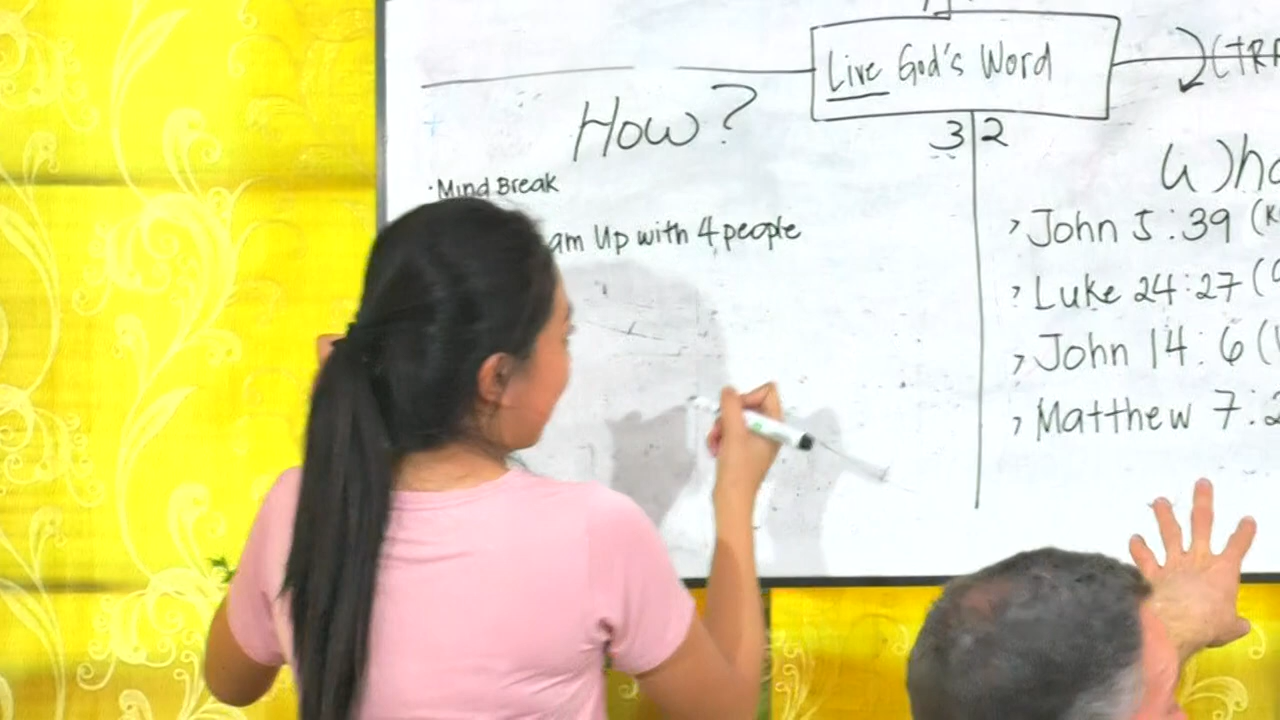 Live God's Word
How?
3 2
· Mind Break
am Up with 4 people
John 5:39
Luke 24:27
John 14:6
Matthew 7: